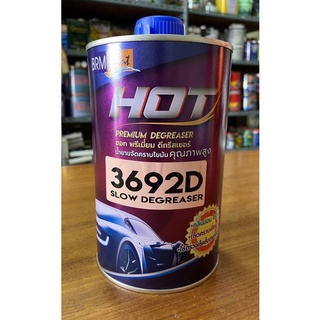 BRM
HOT
PREMIUM DEGREASER
ฮอท พรีเมี่ยม ดีกรีสเซอร์
น้ำยาขจัดคราบไขมัน คุณภาพสูง
3692D
SLOW DEGREASER